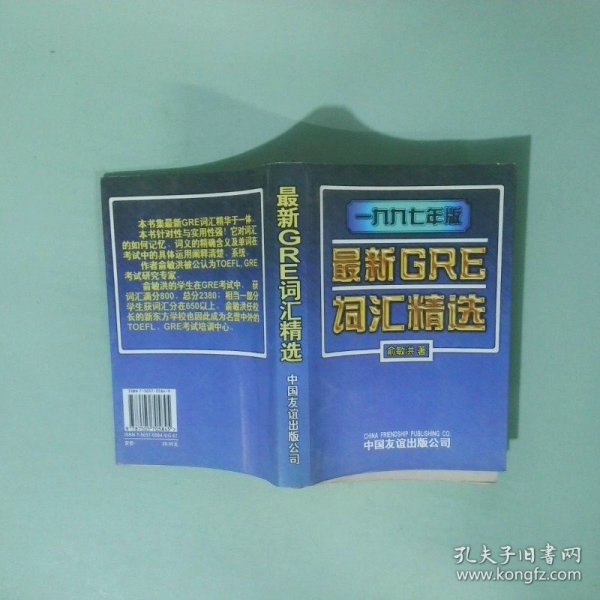 本书集最新GRE词汇精华于一体。
本书针对性与实用性强！它对词汇
的如何记忆、词义的精确含义及单词在
考试中的具体运用阐释清楚、系统
作者俞敏洪被公认为TOEFL、GRE
考试研究专家。
俞敏洪的学生在GRE考试中，获
词汇满分800，总分2380；相当一部分
学生获词汇分在650以上，俞敏洪任校
长的新东方学校也因此成为名壹中外的
TOEFL、GRE考试培训中心。
最新GRE词汇精选
中国友谊出版公司
一九九七年版
最新GRE
词汇精选
俞敏洪 著
CHINA FRIENDSHIP PUBLISHING CO.
中国友谊出版公司
孔夫子旧书网
www.kongfz.com